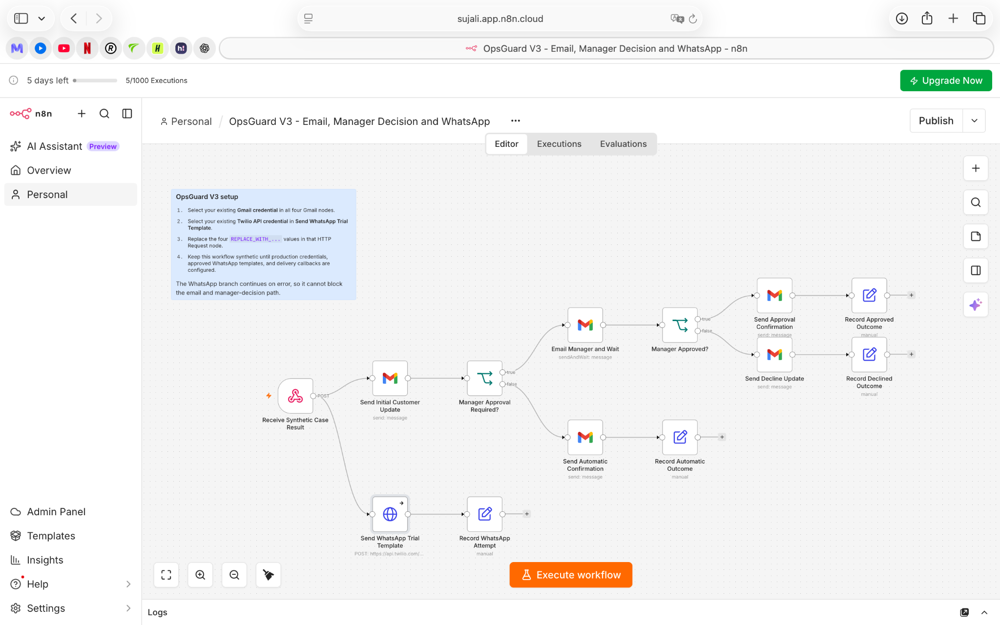 sujali.app.n8n.cloud
OpsGuard V3 - Email, Manager Decision and WhatsApp - n8n
5 days left
5/1000 Executions
Upgrade Now
n8n
Personal / OpsGuard V3 - Email, Manager Decision and WhatsApp
Publish
Editor Executions Evaluations
AI Assistant Preview
Overview
Personal
OpsGuard V3 setup
1. Select your existing Gmail credential in all four Gmail nodes.
2. Select your existing Twilio API credential in Send WhatsApp Trial
Template.
3. Replace the four REPLACE_WITH_... values in that HTTP
Request node.
4. Keep this workflow synthetic until production credentials,
approved WhatsApp templates, and delivery callbacks are
configured.
The WhatsApp branch continues on error, so it cannot block
the email and manager-decision path.
POST
Receive Synthetic Case
Result
Send Initial Customer
Update
send: message
true
false
Manager Approval
Required?
Email Manager and Wait
sendAndWait: message
true
false
Manager Approved?
Send Approval
Confirmation
send: message
Record Approved
Outcome
manual
Send Decline Update
send: message
Record Declined
Outcome
manual
Send Automatic
Confirmation
send: message
Record Automatic
Outcome
manual
Send WhatsApp Trial
Template
POST: https://api.twilio.com/...
Record WhatsApp
Attempt
manual
Execute workflow
Admin Panel
Templates
Insights
Help
Settings
Logs